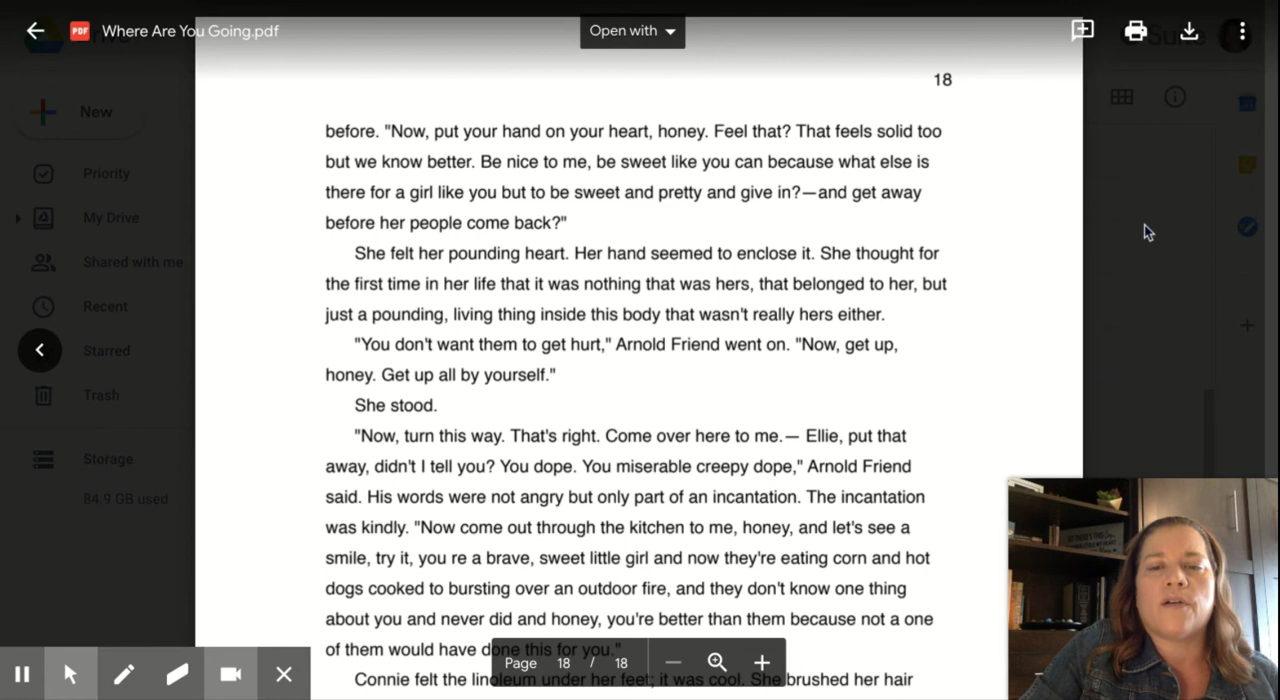 Where Are You Going.pdf
Open with
New
Priority
My Drive
Shared with me
Recent
Starred
Trash
Storage
84.9 GB used
18
before. "Now, put your hand on your heart, honey. Feel that? That feels solid too
but we know better. Be nice to me, be sweet like you can because what else is
there for a girl like you but to be sweet and pretty and give in?—and get away
before her people come back?"
She felt her pounding heart. Her hand seemed to enclose it. She thought for
the first time in her life that it was nothing that was hers, that belonged to her, but
just a pounding, living thing inside this body that wasn't really hers either.
"You don't want them to get hurt," Arnold Friend went on. "Now, get up,
honey. Get up all by yourself."
She stood.
"Now, turn this way. That's right. Come over here to me.— Ellie, put that
away, didn't I tell you? You dope. You miserable creepy dope," Arnold Friend
said. His words were not angry but only part of an incantation. The incantation
was kindly. "Now come out through the kitchen to me, honey, and let's see a
smile, try it, you re a brave, sweet little girl and now they're eating corn and hot
dogs cooked to bursting over an outdoor fire, and they don't know one thing
about you and never did and honey, you're better than them because not a one
of them would have done this for you."
Connie felt the linoleum under her feet; it was cool. She brushed her hair
Page 18 / 18